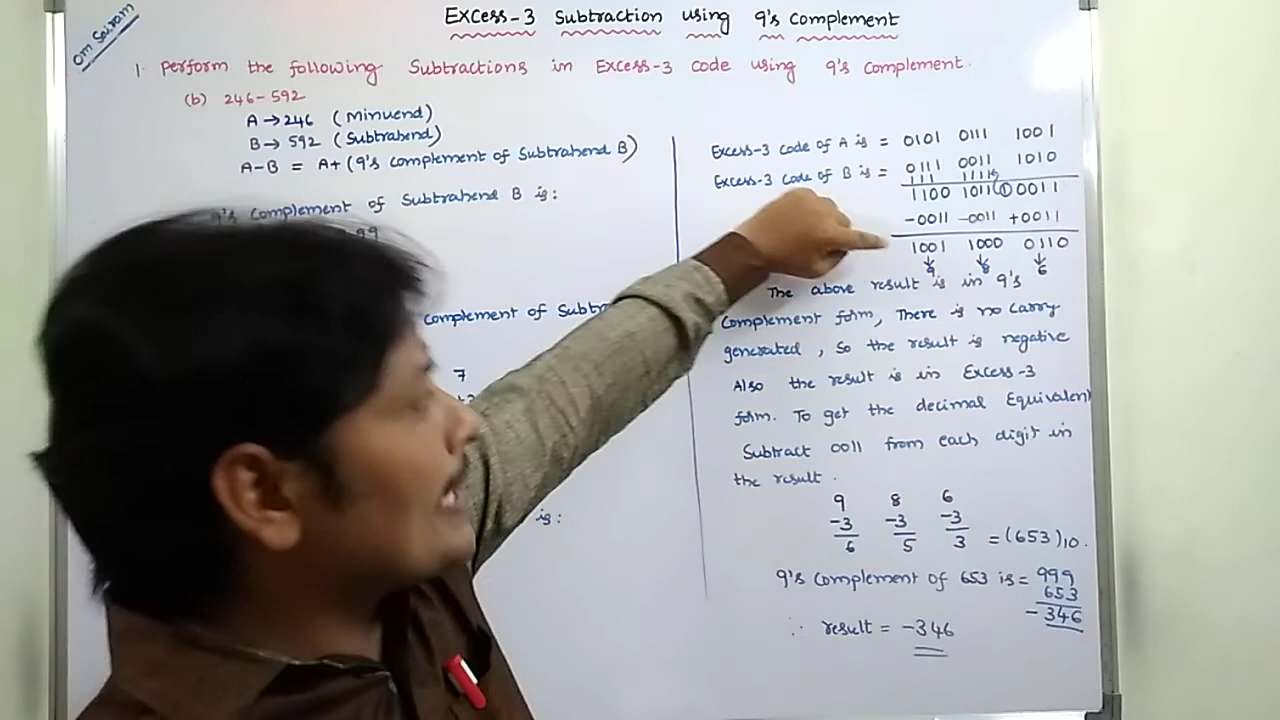 Om Sairam
Excess-3 Subtraction using 9's Complement
1. Perform the following Subtractions in Excess-3 code using 9's Complement.
(b) 246-592
A → 246 (Minuend)
B → 592 (Subtrahend)
A-B = A+(9's complement of Subtrahend B)
9's complement of Subtrahend B is:
99
complement of Subtra
7
is:
Excess-3 code of A is = 0101 0111 1001
Excess-3 code of B is = 0111 0011 1010
111 1111
1100 1011 ① 0011
-0011 -0011 +0011
1001 1000 0110
↓ ↓ ↓
9 8 6
The above result is in 9's
Complement form, There is no carry
generated, So the result is negative
Also the result is in Excess-3
form. To get the decimal Equivalent
Subtract 0011 from each digit in
the result.
9 8 6
-3 -3 -3
6 5 3 = (653)10.
9's complement of 653 is = 999
653
- 346
∴ result = -346